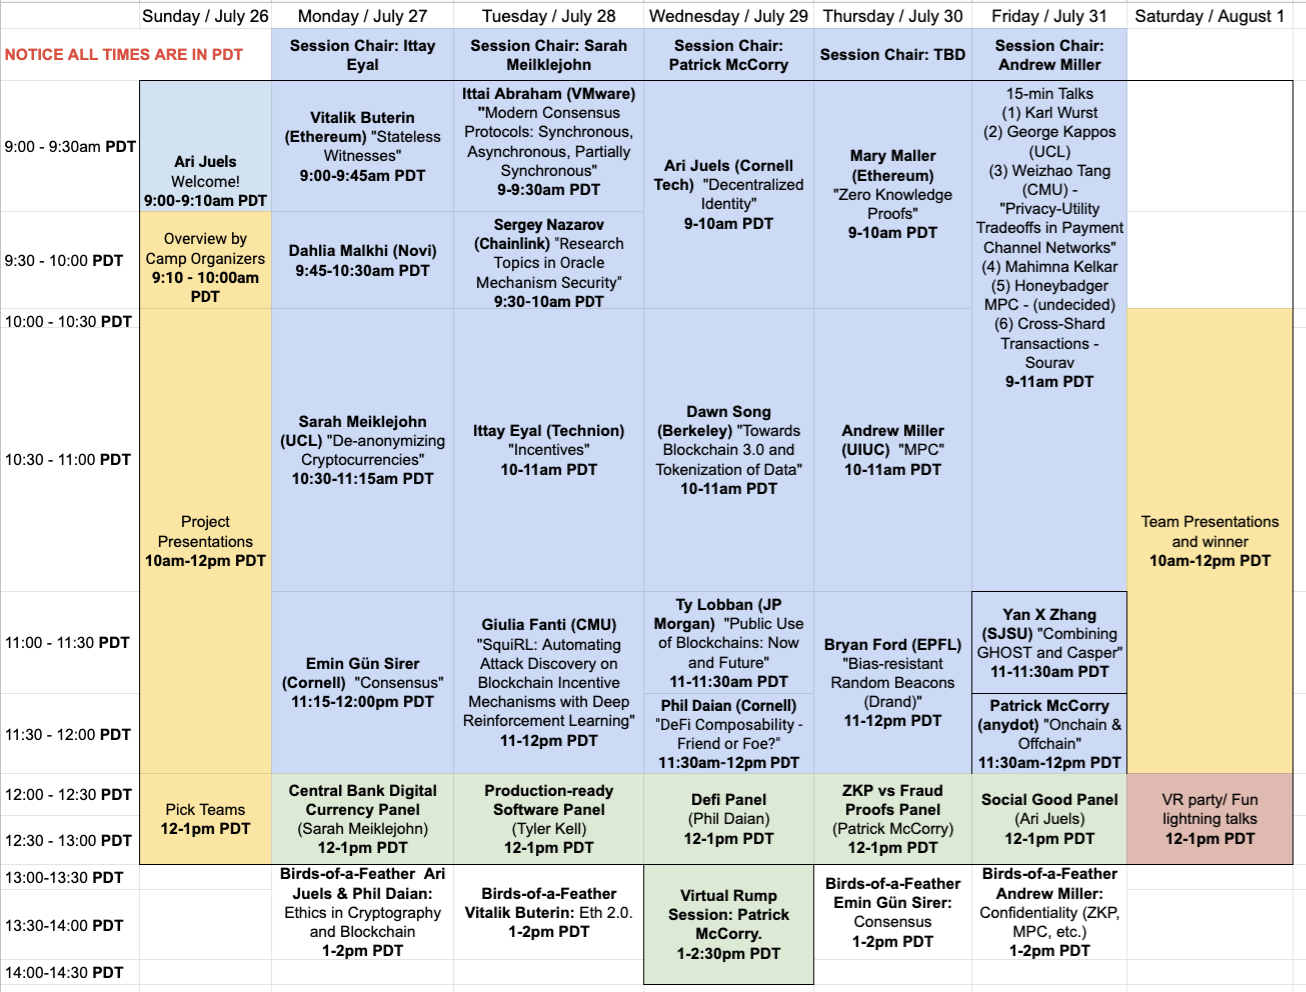 Sunday / July 26
Monday / July 27
Tuesday / July 28
Wednesday / July 29
Thursday / July 30
Friday / July 31
Saturday / August 1
NOTICE ALL TIMES ARE IN PDT
Session Chair: Ittay
Eyal
Session Chair: Sarah
Meilklejohn
Session Chair:
Patrick McCorry
Session Chair: TBD
Session Chair:
Andrew Miller
9:00 - 9:30am PDT
Ari Juels
Welcome!
9:00-9:10am PDT
Vitalik Buterin
(Ethereum) "Stateless
Witnesses"
9:00-9:45am PDT
Ittai Abraham (VMware)
"Modern Consensus
Protocols: Synchronous,
Asynchronous, Partially
Synchronous"
9-9:30am PDT
Ari Juels (Cornell
Tech) "Decentralized
Identity"
9-10am PDT
Mary Maller
(Ethereum)
"Zero Knowledge
Proofs"
9-10am PDT
15-min Talks
(1) Karl Wurst
(2) George Kappos
(UCL)
(3) Weizhao Tang
(CMU) -
"Privacy-Utility
Tradeoffs in Payment
Channel Networks"
(4) Mahimna Kelkar
(5) Honeybadger
MPC - (undecided)
(6) Cross-Shard
Transactions -
Sourav
9-11am PDT
9:30 - 10:00 PDT
Overview by
Camp Organizers
9:10 - 10:00am
PDT
Dahlia Malkhi (Novi)
9:45-10:30am PDT
Sergey Nazarov
(Chainlink) "Research
Topics in Oracle
Mechanism Security"
9:30-10am PDT
10:00 - 10:30 PDT
10:30 - 11:00 PDT
Project
Presentations
10am-12pm PDT
Sarah Meiklejohn
(UCL) "De-anonymizing
Cryptocurrencies"
10:30-11:15am PDT
Ittay Eyal (Technion)
"Incentives"
10-11am PDT
Dawn Song
(Berkeley) "Towards
Blockchain 3.0 and
Tokenization of Data"
10-11am PDT
Andrew Miller
(UIUC) "MPC"
10-11am PDT
Team Presentations
and winner
10am-12pm PDT
11:00 - 11:30 PDT
Emin Gün Sirer
(Cornell) "Consensus"
11:15-12:00pm PDT
Giulia Fanti (CMU)
"SquiRL: Automating
Attack Discovery on
Blockchain Incentive
Mechanisms with Deep
Reinforcement Learning"
11-12pm PDT
Ty Lobban (JP
Morgan) "Public Use
of Blockchains: Now
and Future"
11-11:30am PDT
Bryan Ford (EPFL)
"Bias-resistant
Random Beacons
(Drand)"
11-12pm PDT
Yan X Zhang
(SJSU) "Combining
GHOST and Casper"
11-11:30am PDT
11:30 - 12:00 PDT
Phil Daian (Cornell)
"DeFi Composability -
Friend or Foe?"
11:30am-12pm PDT
Patrick McCorry
(anydot) "Onchain &
Offchain"
11:30am-12pm PDT
12:00 - 12:30 PDT
12:30 - 13:00 PDT
Pick Teams
12-1pm PDT
Central Bank Digital
Currency Panel
(Sarah Meiklejohn)
12-1pm PDT
Production-ready
Software Panel
(Tyler Kell)
12-1pm PDT
Defi Panel
(Phil Daian)
12-1pm PDT
ZKP vs Fraud
Proofs Panel
(Patrick McCorry)
12-1pm PDT
Social Good Panel
(Ari Juels)
12-1pm PDT
VR party/ Fun
lightning talks
12-1pm PDT
13:00-13:30 PDT
13:30-14:00 PDT
14:00-14:30 PDT
Birds-of-a-Feather Ari
Juels & Phil Daian:
Ethics in Cryptography
and Blockchain
1-2pm PDT
Birds-of-a-Feather
Vitalik Buterin: Eth 2.0.
1-2pm PDT
Virtual Rump
Session: Patrick
McCorry.
1-2:30pm PDT
Birds-of-a-Feather
Emin Gün Sirer:
Consensus
1-2pm PDT
Birds-of-a-Feather
Andrew Miller:
Confidentiality (ZKP,
MPC, etc.)
1-2pm PDT